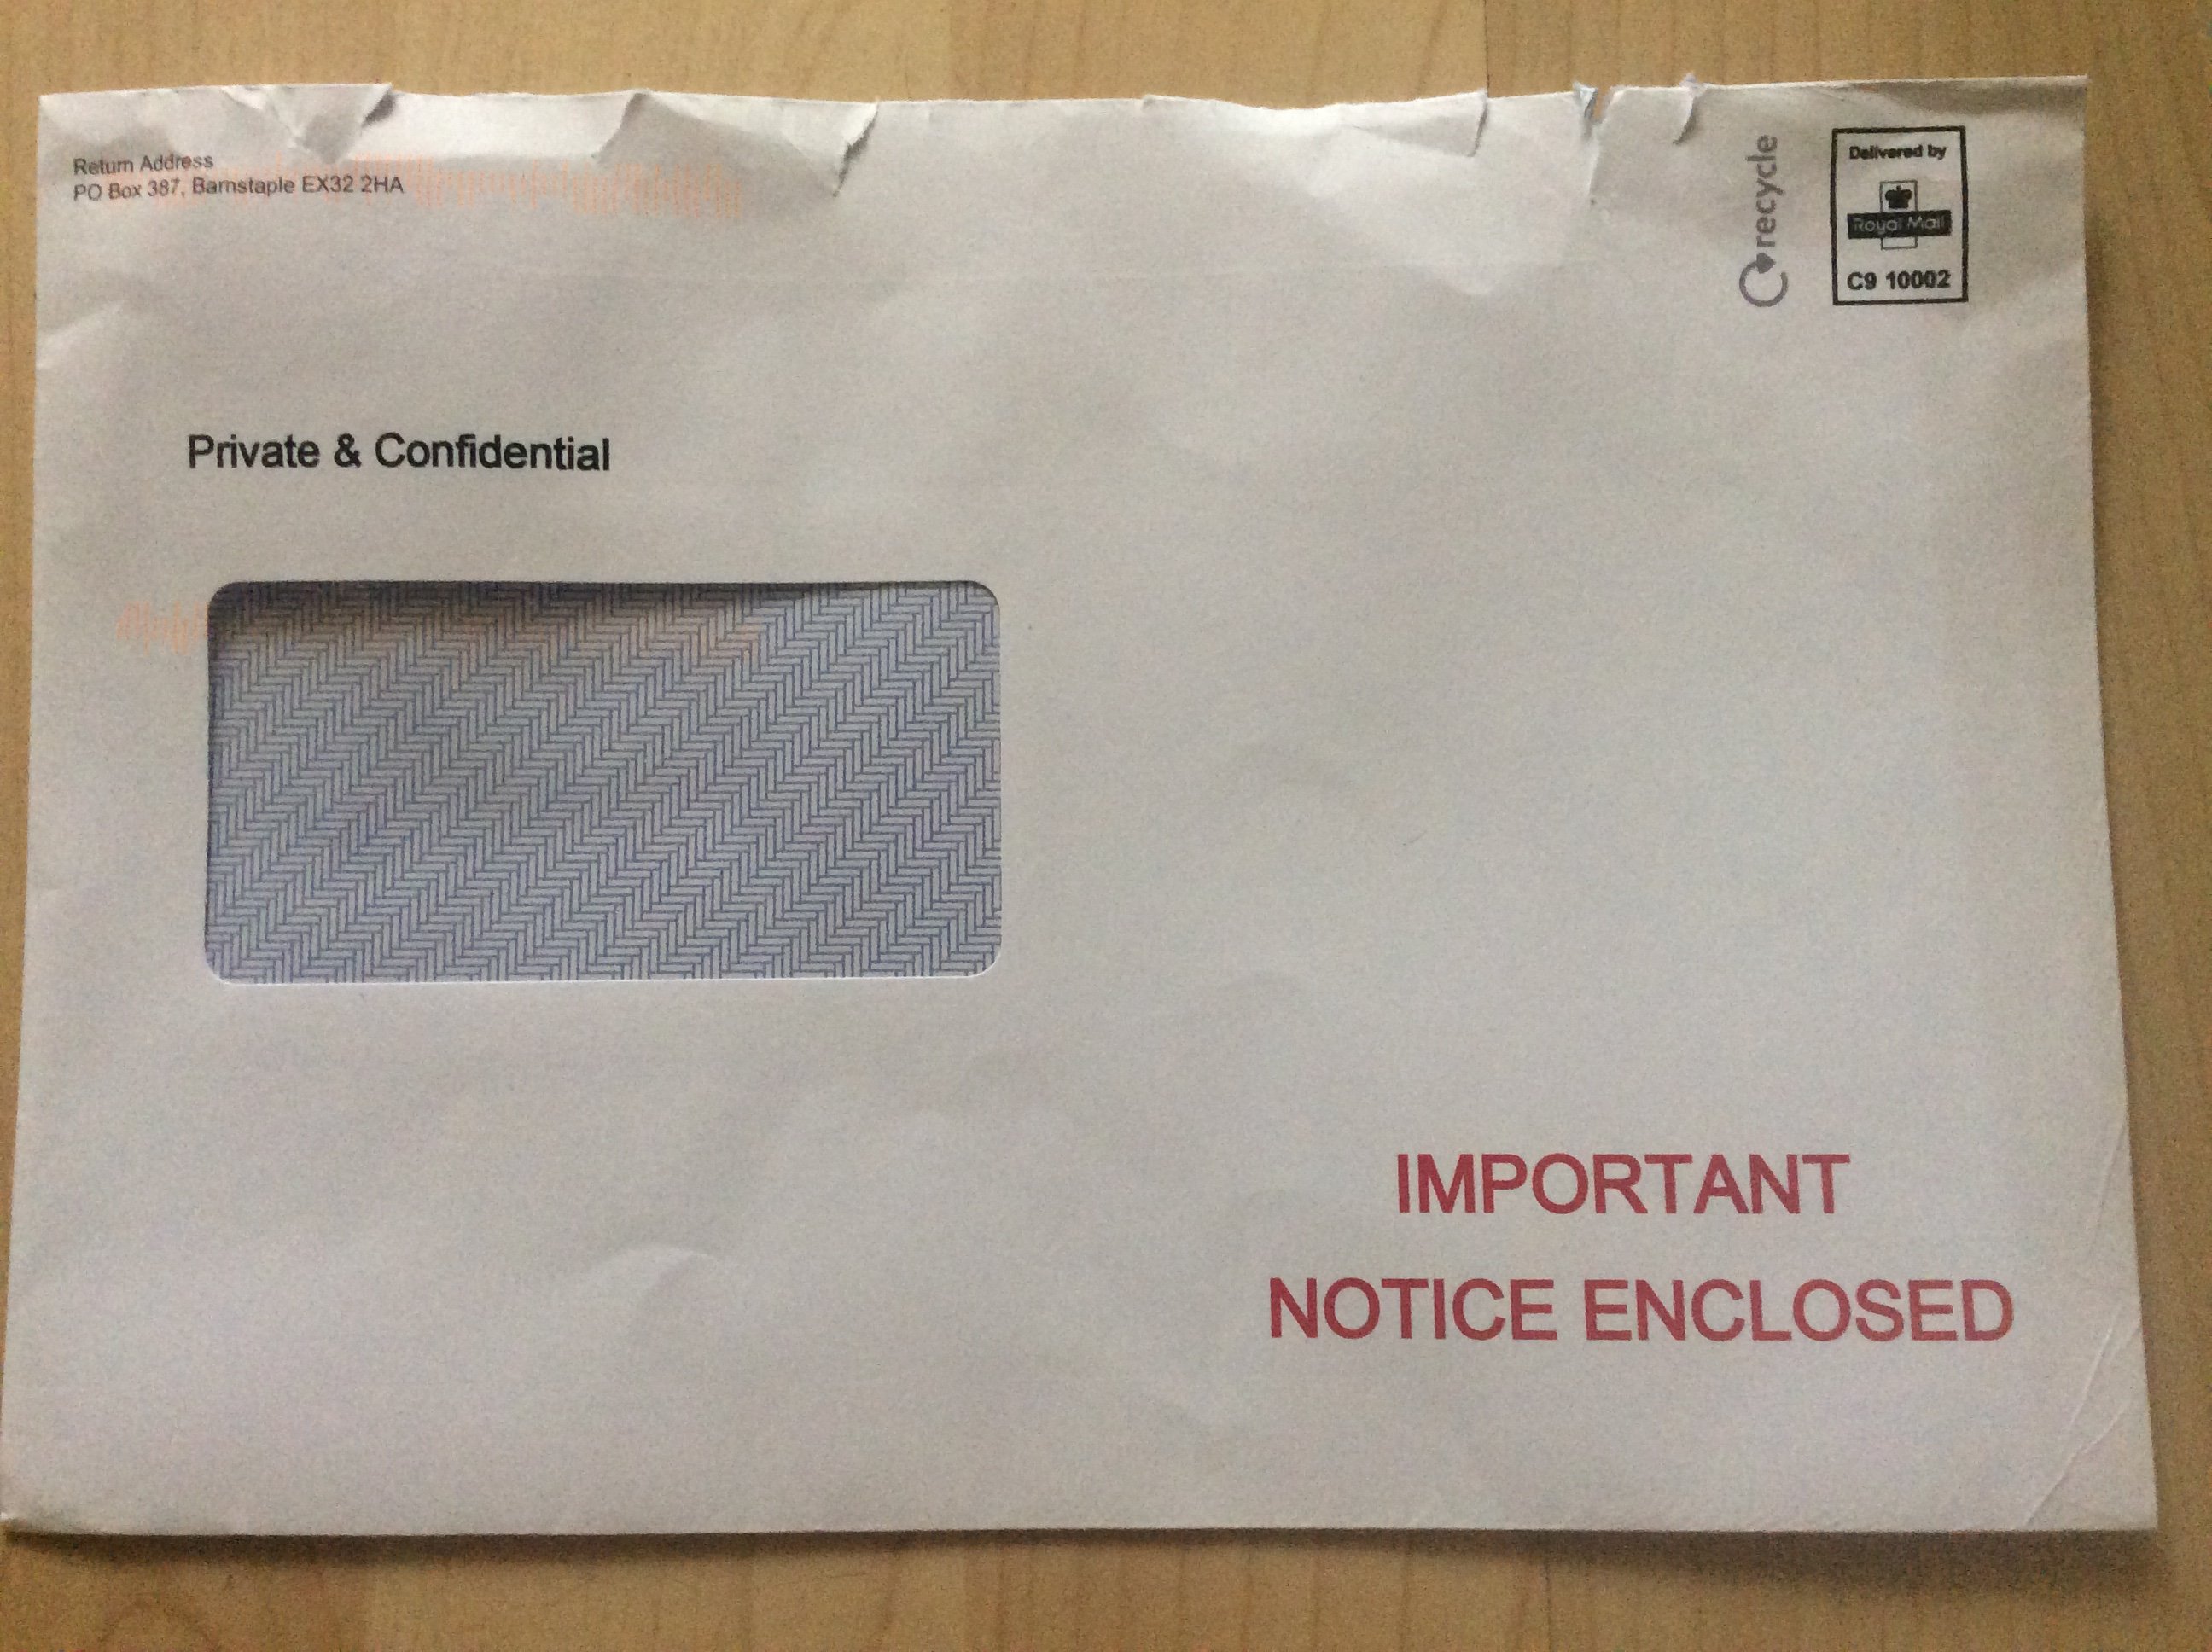 Return Address
PO Box 387, Barnstaple EX32 2HA
recycle
Delivered by
Royal Mail
C9 10002
Private & Confidential
IMPORTANT
NOTICE ENCLOSED